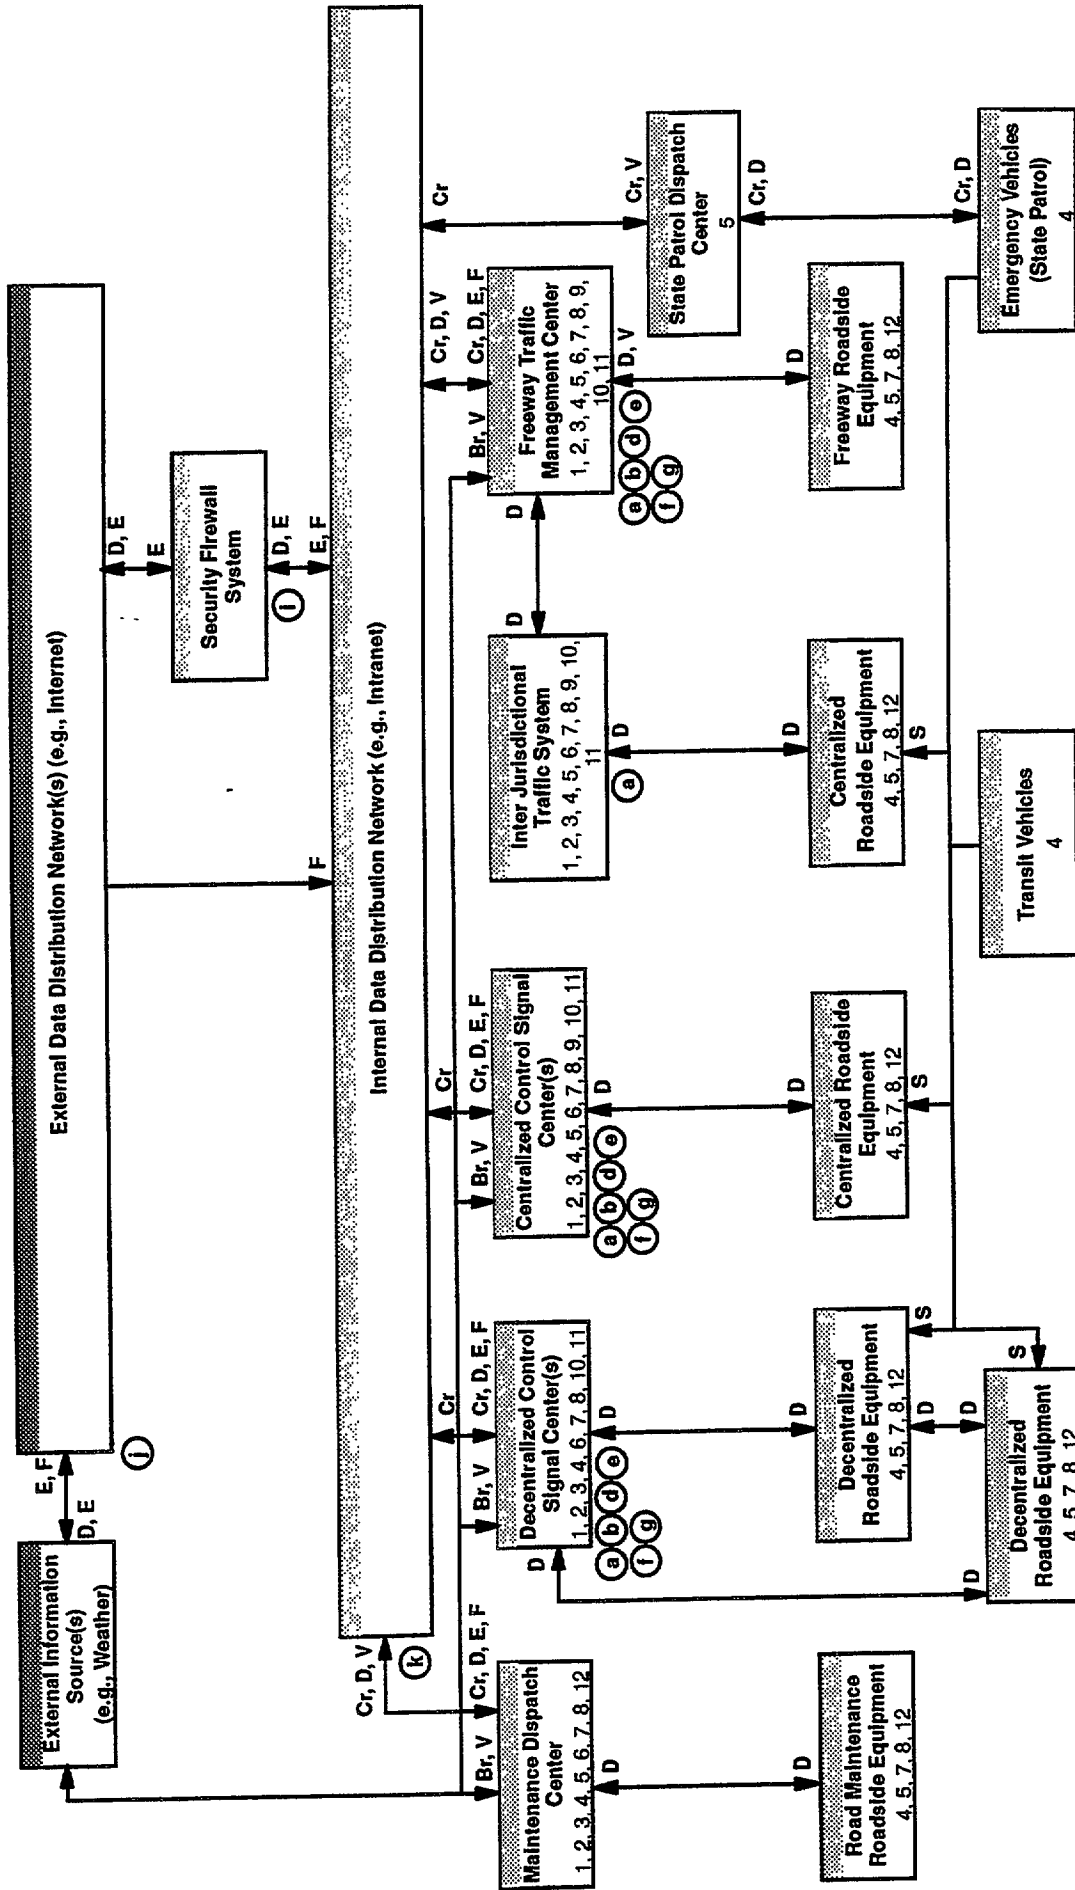 External Information
Source(s)
(e.g., Weather)
E, F
D, E
j
External Data Distribution Network(s) (e.g., Internet)
D, E
E
Security Firewall
System
D, E
E, F
i
F
Internal Data Distribution Network (e.g., Intranet)
Cr, D, V
k
Br, V
Cr, D, E, F
Maintenance Dispatch
Center
1, 2, 3, 4, 5, 6, 7, 8, 12
D
D
Road Maintenance
Roadside Equipment
4, 5, 7, 8, 12
Cr
Br, V
Cr, D, E, F
Decentralized Control
Signal Center(s)
1, 2, 3, 4, 6, 7, 8, 10, 11
D
D
a b d e
f g
D
Decentralized
Roadside Equipment
4, 5, 7, 8, 12
S
D
D
D
S
Decentralized
Roadside Equipment
4, 5, 7, 8, 12
Cr
Br, V
Cr, D, E, F
Centralized Control Signal
Center(s)
1, 2, 3, 4, 5, 6, 7, 8, 9, 10, 11
D
a b d e
f g
D
Centralized Roadside
Equipment
4, 5, 7, 8, 12
S
D
Inter Jurisdictional
Traffic System
1, 2, 3, 4, 5, 6, 7, 8, 9, 10,
11
D
a
D
Centralized
Roadside Equipment
4, 5, 7, 8, 12
S
Transit Vehicles
4
Cr, D, V
Br, V
Cr, D, E, F
D
Freeway Traffic
Management Center
1, 2, 3, 4, 5, 6, 7, 8, 9,
10, 11
D, V
a b d e
f g
D
Freeway Roadside
Equipment
4, 5, 7, 8, 12
Cr
Cr, V
State Patrol Dispatch
Center
5
Cr, D
Cr, D
Emergency Vehicles
(State Patrol)
4